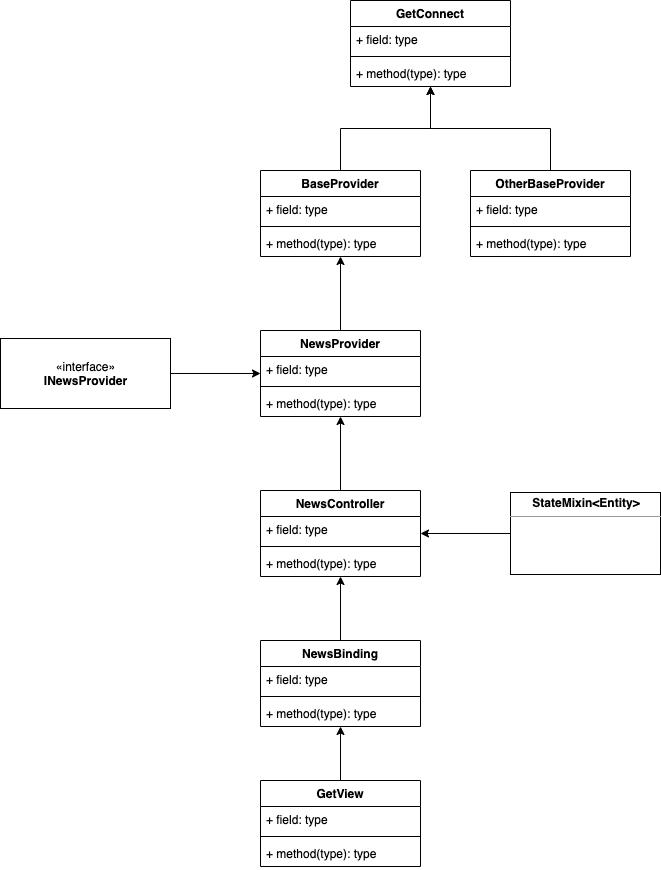 GetConnect
+ field: type
+ method(type): type
BaseProvider
+ field: type
+ method(type): type
OtherBaseProvider
+ field: type
+ method(type): type
NewsProvider
+ field: type
+ method(type): type
«interface»
INewsProvider
NewsController
+ field: type
+ method(type): type
StateMixin<Entity>
NewsBinding
+ field: type
+ method(type): type
GetView
+ field: type
+ method(type): type